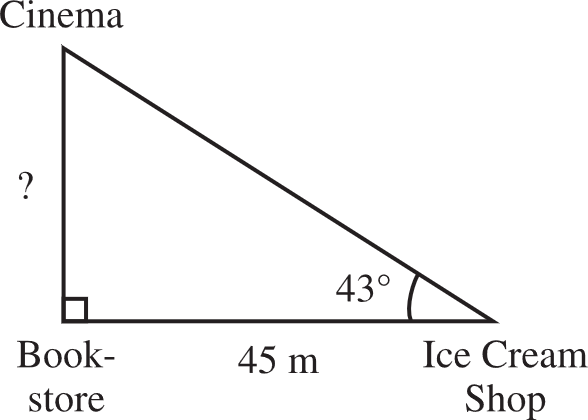 Cinema
?
43°
Book-
store
45 m
Ice Cream
Shop